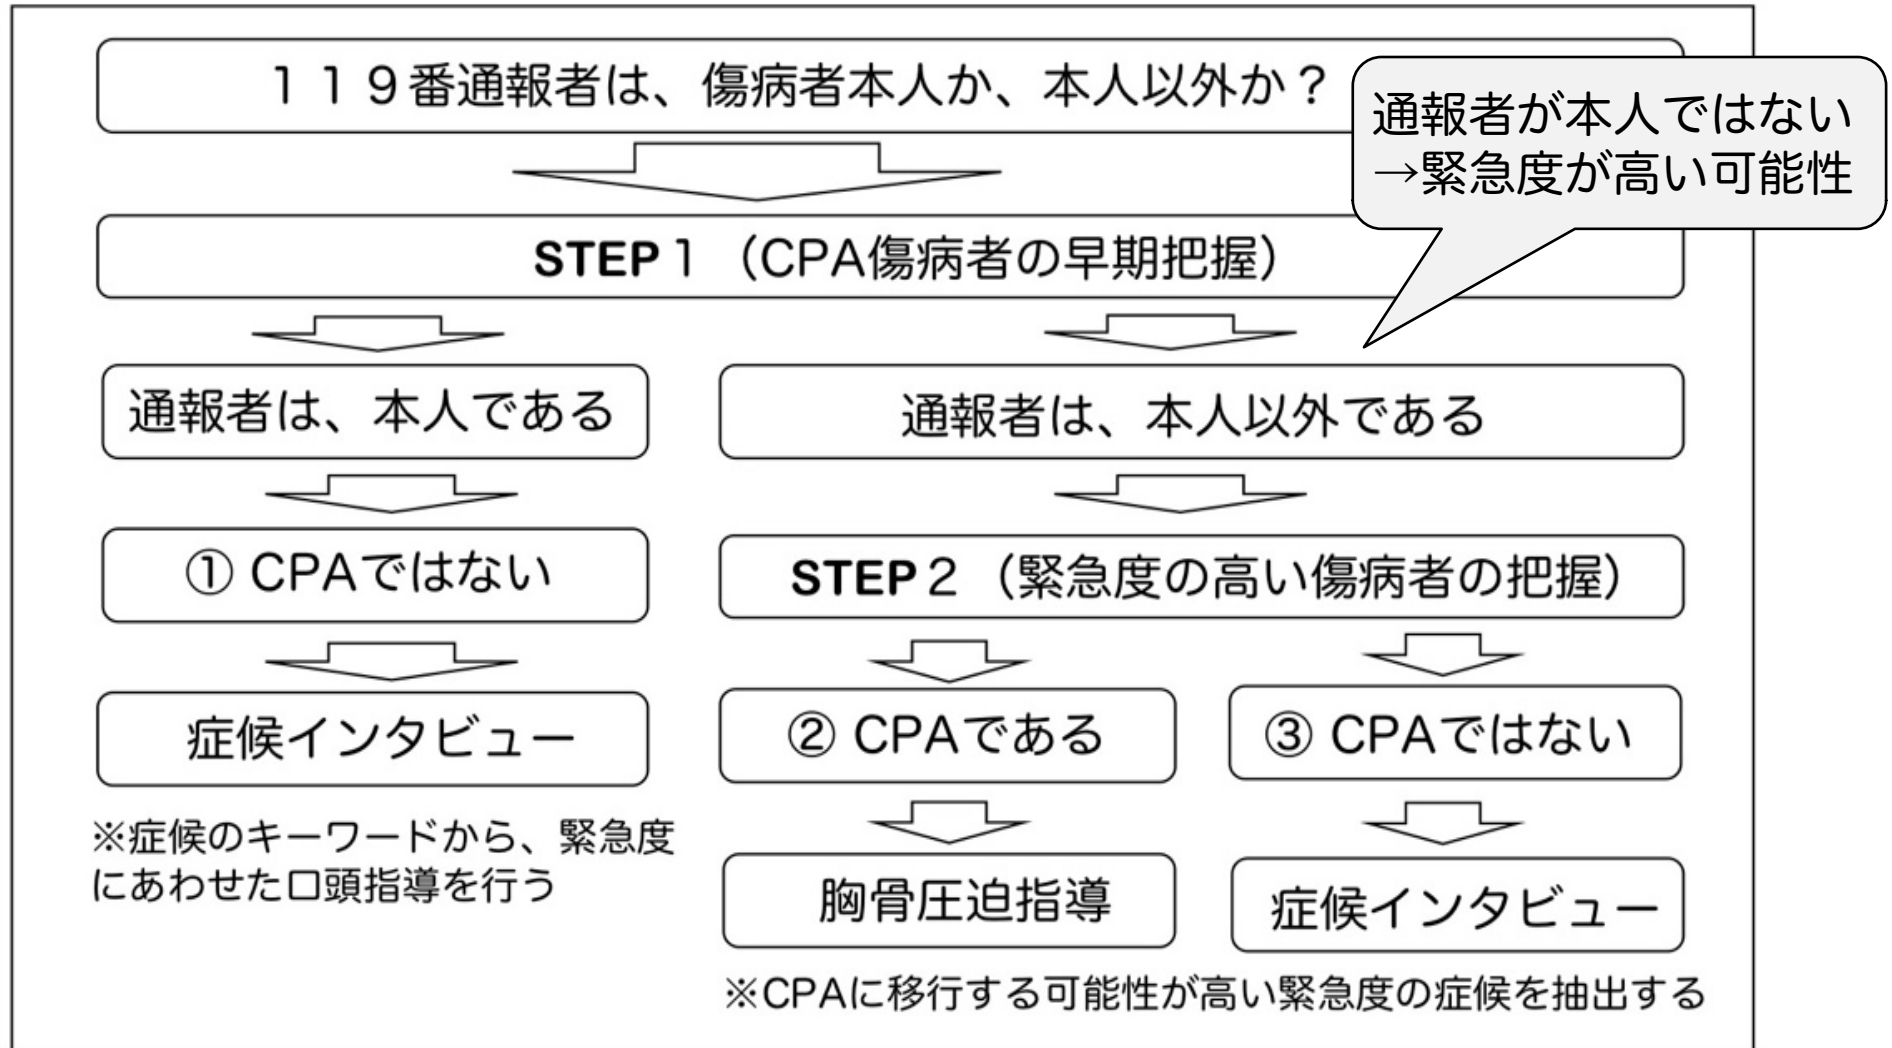 １１９番通報者は、傷病者本人か、本人以外か？
通報者が本人ではない
→緊急度が高い可能性
STEP１（CPA傷病者の早期把握）
通報者は、本人である
通報者は、本人以外である
① CPAではない
STEP２（緊急度の高い傷病者の把握）
症候インタビュー
② CPAである
③ CPAではない
※症候のキーワードから、緊急度
にあわせた口頭指導を行う
胸骨圧迫指導
症候インタビュー
※CPAに移行する可能性が高い緊急度の症候を抽出する